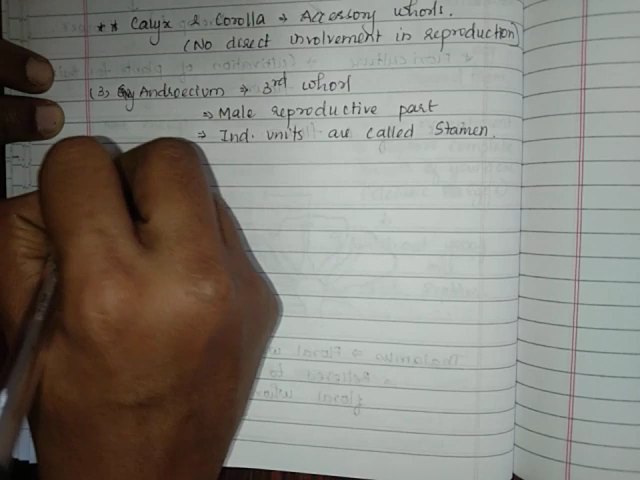 ** Calyx & Corolla → Accessory whorls.
(No direct involvement in reproduction)
(3) Androecium → 3rd whorl
⇒ Male reproductive part
⇒ Ind. units are called Stamen.